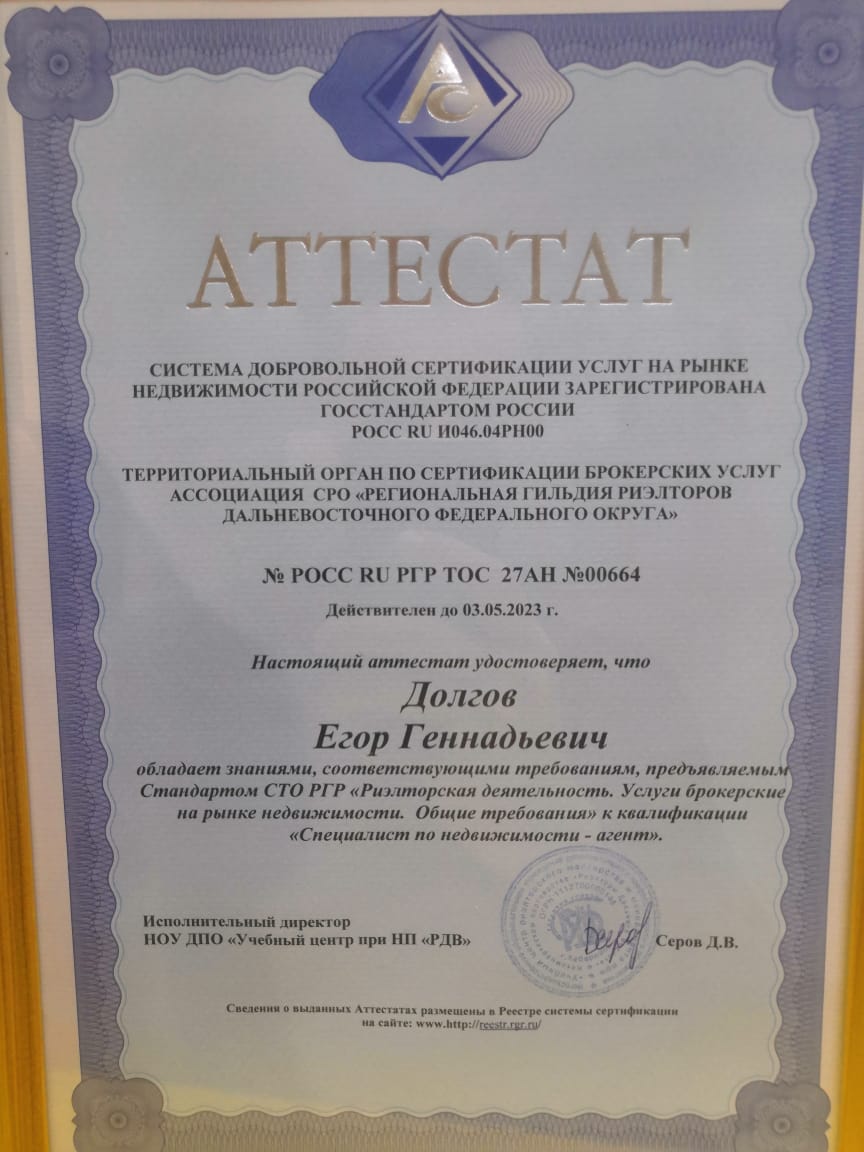 АС
АТТЕСТАТ
СИСТЕМА ДОБРОВОЛЬНОЙ СЕРТИФИКАЦИИ УСЛУГ НА РЫНКЕ
НЕДВИЖИМОСТИ РОССИЙСКОЙ ФЕДЕРАЦИИ ЗАРЕГИСТРИРОВАНА
ГОССТАНДАРТОМ РОССИИ
РОСС RU И046.04РН00
ТЕРРИТОРИАЛЬНЫЙ ОРГАН ПО СЕРТИФИКАЦИИ БРОКЕРСКИХ УСЛУГ
АССОЦИАЦИЯ СРО «РЕГИОНАЛЬНАЯ ГИЛЬДИЯ РИЭЛТОРОВ
ДАЛЬНЕВОСТОЧНОГО ФЕДЕРАЛЬНОГО ОКРУГА»
№ РОСС RU РГР ТОС 27АН №00664
Действителен до 03.05.2023 г.
Настоящий аттестат удостоверяет, что
Долгов
Егор Геннадьевич
обладает знаниями, соответствующими требованиям, предъявляемым
Стандартом СТО РГР «Риэлторская деятельность. Услуги брокерские
на рынке недвижимости. Общие требования» к квалификации
«Специалист по недвижимости - агент».
Исполнительный директор
НОУ ДПО «Учебный центр при НП «РДВ»
Серов Д.В.
Сведения о выданных Аттестатах размещены в Реестре системы сертификации
на сайте: www.http://reestr.rgr.ru/